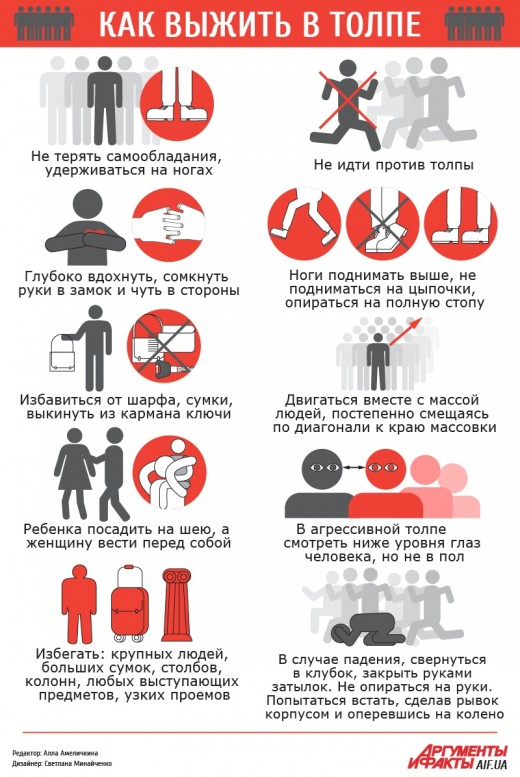 КАК ВЫЖИТЬ В ТОЛПЕ
Не терять самообладания,
удерживаться на ногах
Не идти против толпы
Глубоко вдохнуть, сомкнуть
руки в замок и чуть в стороны
Ноги поднимать выше, не
подниматься на цыпочки,
опираться на полную стопу
Избавиться от шарфа, сумки,
выкинуть из кармана ключи
Двигаться вместе с массой
людей, постепенно смещаясь
по диагонали к краю массовки
Ребенка посадить на шею, а
женщину вести перед собой
В агрессивной толпе
смотреть ниже уровня глаз
человека, но не в пол
Избегать: крупных людей,
больших сумок, столбов,
колонн, любых выступающих
предметов, узких проемов
В случае падения, свернуться
в клубок, закрыть руками
затылок. Не опираться на руки.
Попытаться встать, сделав рывок
корпусом и оперевшись на колено
Редактор: Алла Амеличкина
Дизайнер: Светлана Минайченко
АРГУМЕНТЫ
И ФАКТЫ AIF.UA